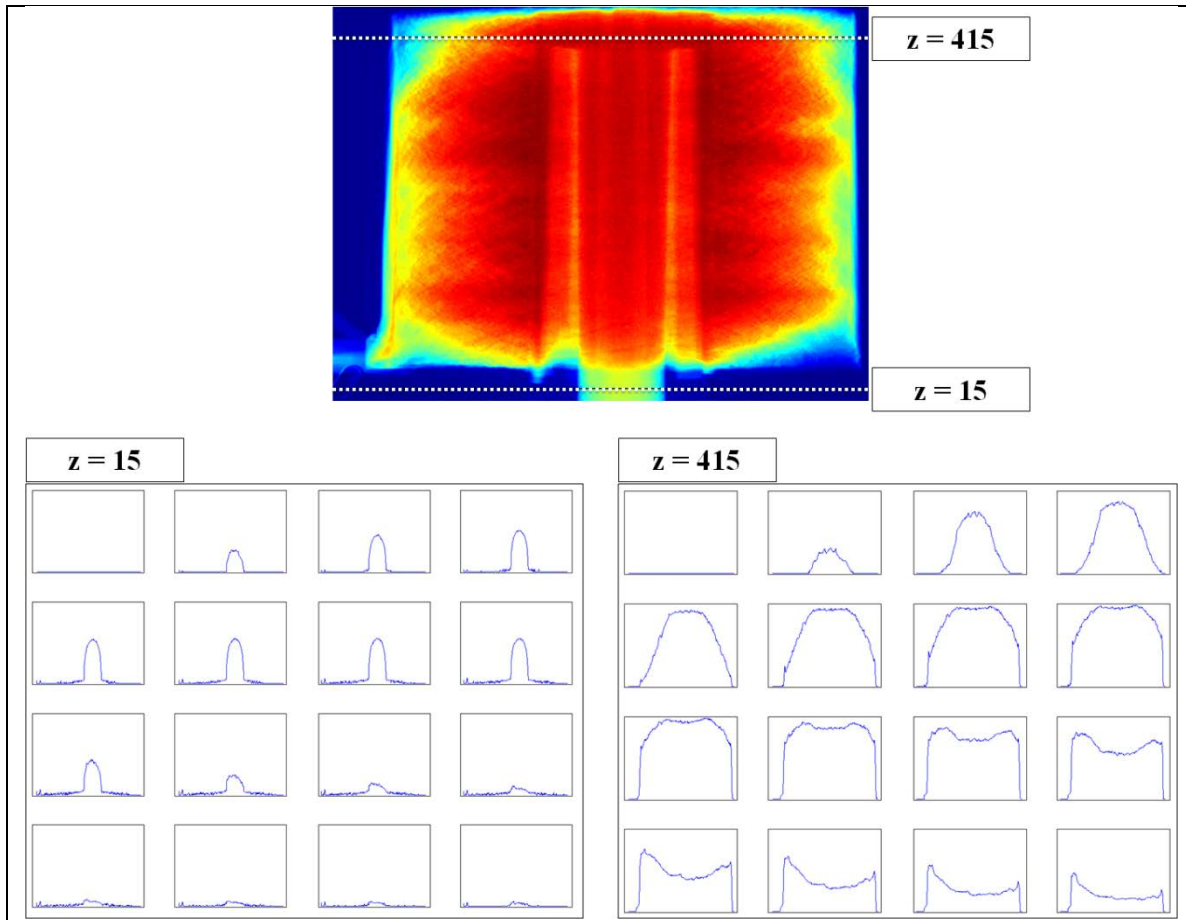 z = 415
z = 15
z = 15
z = 415